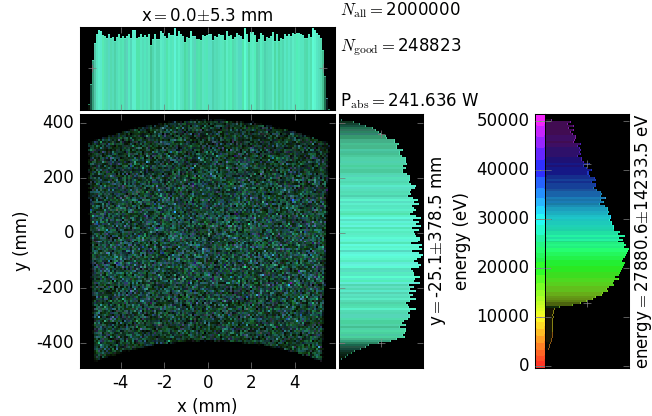 x = 0.0±5.3 mm
N_all = 2000000
N_good = 248823
P_abs = 241.636 W
400
200
0
-200
-400
y (mm)
-4
-2
0
2
4
x (mm)
y = -25.1±378.5 mm
50000
40000
30000
20000
10000
0
energy (eV)
energy = 27880.6±14233.5 eV